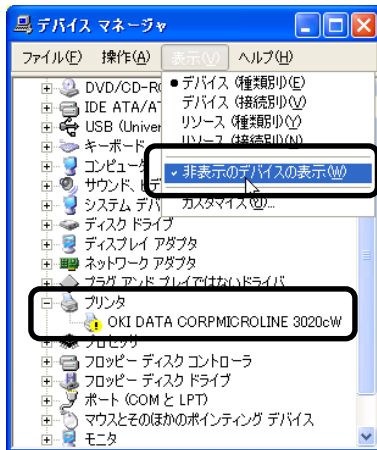 デバイス マネージャ
ファイル(F) 操作(A) 表示(V) ヘルプ(H)
● デバイス (種類別)(E)
デバイス (接続別)(V)
リソース (種類別)(Y)
リソース (接続別)(N)
✓ 非表示のデバイスの表示(W)
カスタマイズ(U)...
DVD/CD-R
IDE ATA/AT
USB (Univer
キーボード
コンピュータ
サウンド、ビデ
システム デバ
ディスク ドライブ
ディスプレイ アダプタ
ネットワーク アダプタ
プラグ アンド プレイではないドライバ
プリンタ
OKI DATA CORPMICROLINE 3020cW
プロセッサ
フロッピー ディスク コントローラ
フロッピー ディスク ドライブ
ポート (COM と LPT)
マウスとそのほかのポインティング デバイス
モニタ